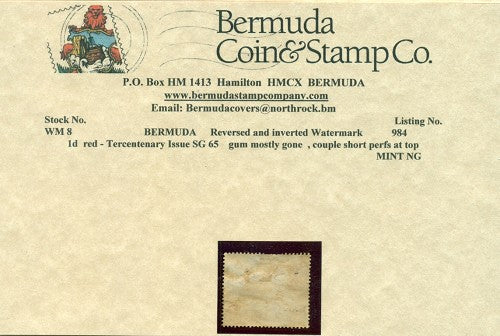 Bermuda
Coin&Stamp Co.
P.O. Box HM 1413 Hamilton HMCX BERMUDA
www.bermudastampcompany.com
Email: Bermudacovers@northrock.bm
Stock No. Listing No.
WM 8 BERMUDA Reversed and inverted Watermark 984
1d red - Tercentenary Issue SG 65 gum mostly gone , couple short perfs at top
MINT NG